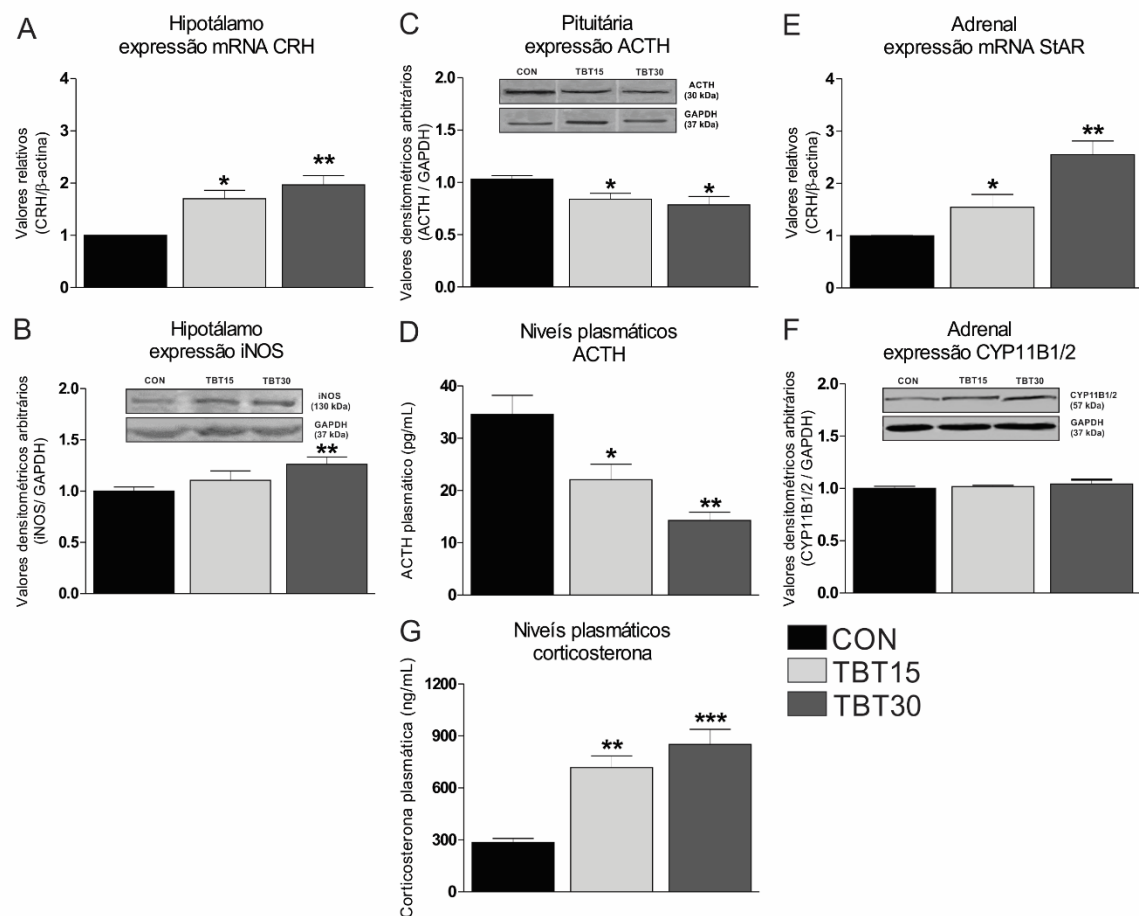 A
Hipotálamo
expressão mRNA CRH
Valores relativos
(CRH/β-actina)
4
3
2
1
0
*
**
B
Hipotálamo
expressão iNOS
Valores densitométricos arbitrários
(iNOS/ GAPDH)
2.0
1.5
1.0
0.5
0.0
CON TBT15 TBT30
iNOS
(130 kDa)
GAPDH
(37 kDa)
**
C
Pituitária
expressão ACTH
Valores densitométricos arbitrários
(ACTH / GAPDH)
2.0
1.5
1.0
0.5
0.0
CON TBT15 TBT30
ACTH
(30 kDa)
GAPDH
(37 kDa)
*
*
D
Niveís plasmáticos
ACTH
ACTH plasmático (pg/mL)
40
30
20
10
0
*
**
E
Adrenal
expressão mRNA StAR
Valores relativos
(CRH/β-actina)
4
3
2
1
0
*
**
F
Adrenal
expressão CYP11B1/2
Valores densitométricos arbitrários
(CYP11B1/2 / GAPDH)
2.0
1.5
1.0
0.5
0.0
CON TBT15 TBT30
CYP11B1/2
(57 kDa)
GAPDH
(37 kDa)
G
Niveís plasmáticos
corticosterona
Corticosterona plasmática (ng/mL)
1200
900
600
300
0
**
***
CON
TBT15
TBT30